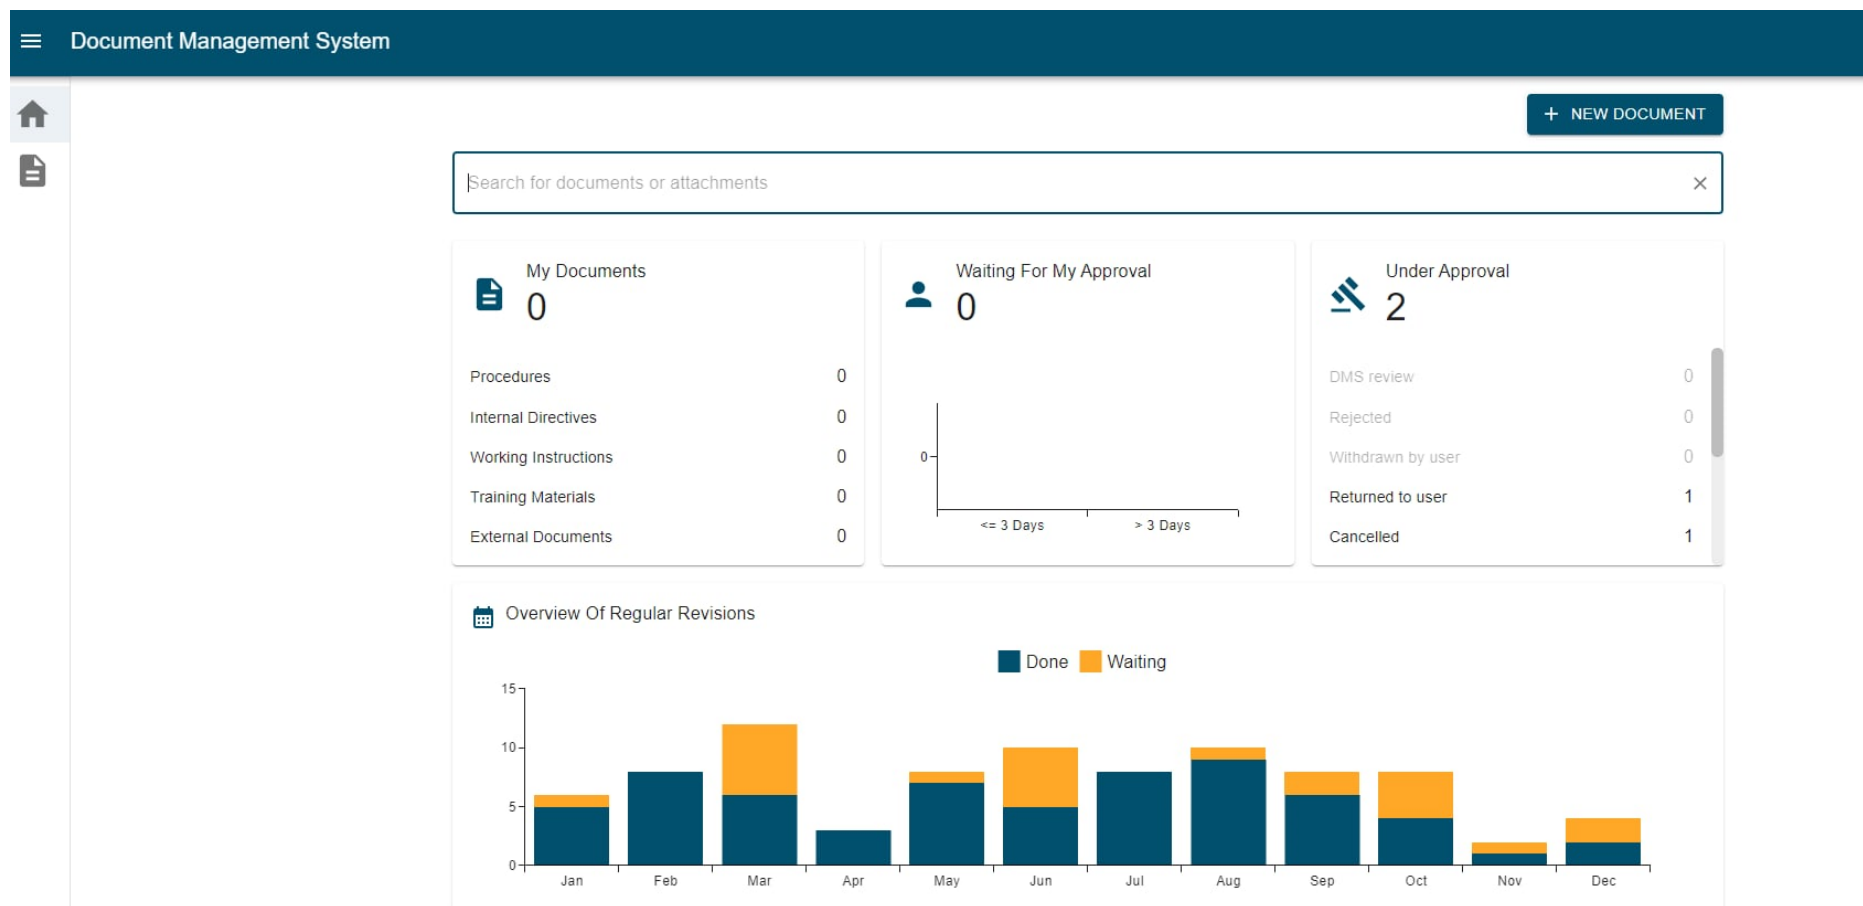 Document Management System
+ NEW DOCUMENT
Search for documents or attachments
My Documents
0
Procedures 0
Internal Directives 0
Working Instructions 0
Training Materials 0
External Documents 0
Waiting For My Approval
0
0
<= 3 Days > 3 Days
Under Approval
2
DMS review 0
Rejected 0
Withdrawn by user 0
Returned to user 1
Cancelled 1
Overview Of Regular Revisions
Done Waiting
15
10
5
0
Jan Feb Mar Apr May Jun Jul Aug Sep Oct Nov Dec